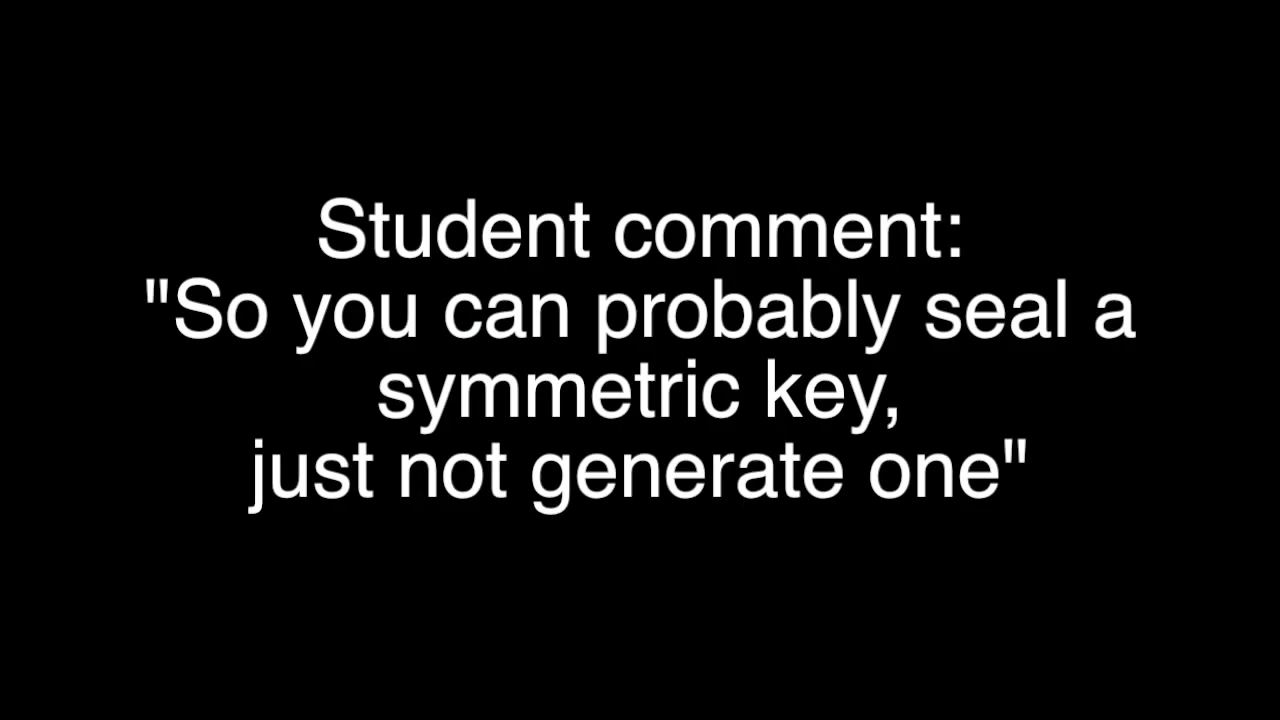 Student comment:
"So you can probably seal a
symmetric key,
just not generate one"